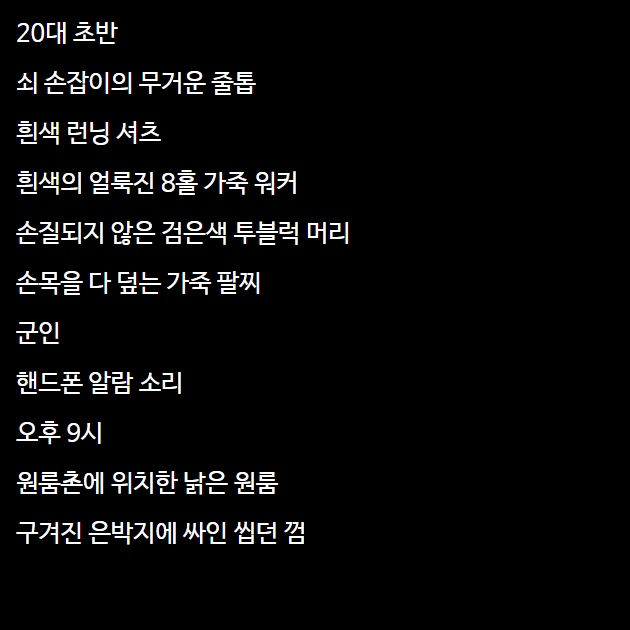 20대 초반
쇠 손잡이의 무거운 줄톱
흰색 런닝 셔츠
흰색의 얼룩진 8홀 가죽 워커
손질되지 않은 검은색 투블럭 머리
손목을 다 덮는 가죽 팔찌
군인
핸드폰 알람 소리
오후 9시
원룸촌에 위치한 낡은 원룸
구겨진 은박지에 싸인 씹던 껌